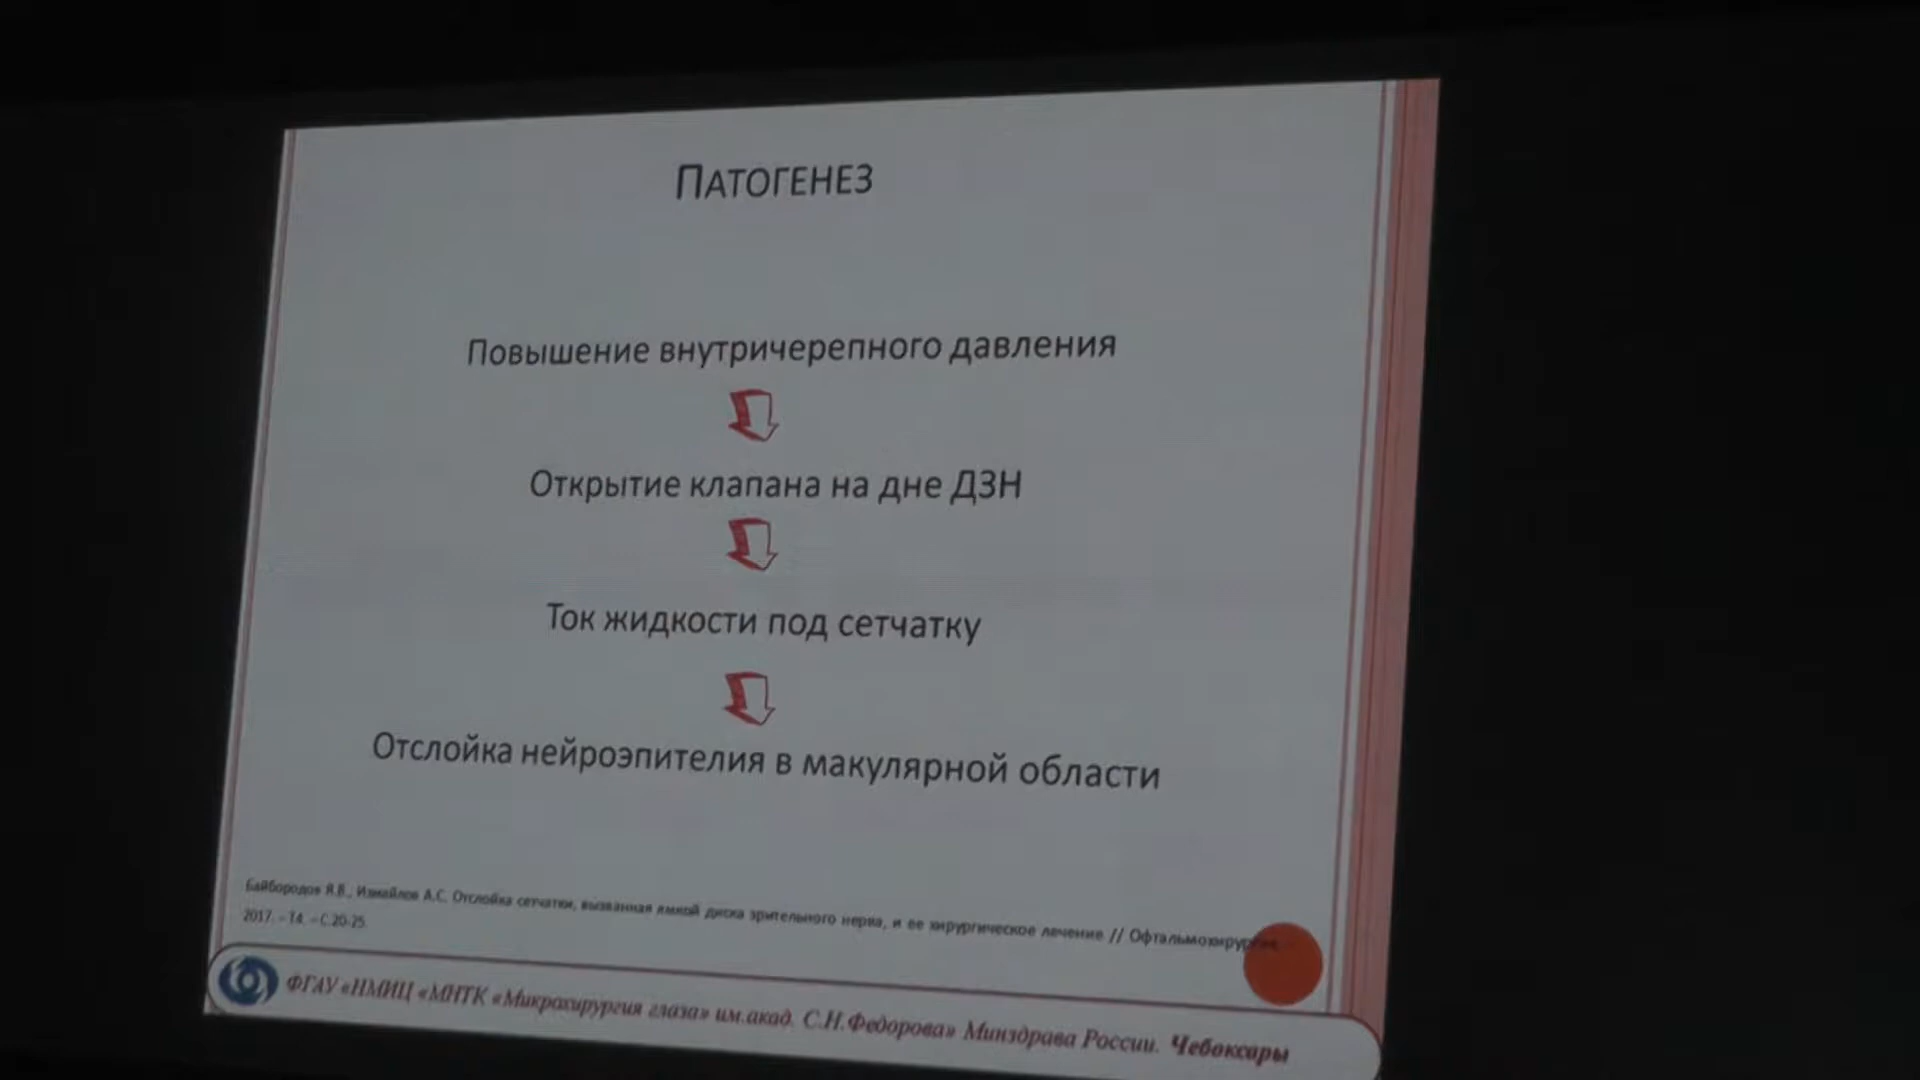 Патогенез
Повышение внутричерепного давления
Открытие клапана на дне ДЗН
Ток жидкости под сетчатку
Отслойка нейроэпителия в макулярной области
Байбородов Я.В., Измайлов А.С. Отслойка сетчатки, вызванная ямкой диска зрительного нерва, и ее хирургическое лечение // Офтальмохирургия. –
2017. – Т4. – С.20-25.
ФГАУ «НМИЦ «МНТК «Микрохирургия глаза» им.акад. С.Н.Федорова» Минздрава России. Чебоксары